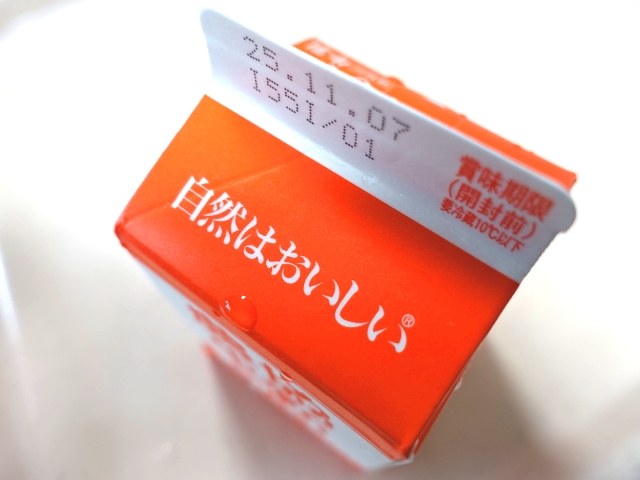 25.11.07
1551/01
賞味期限
(開封前)
要冷蔵10℃以下
自然はおいしい®